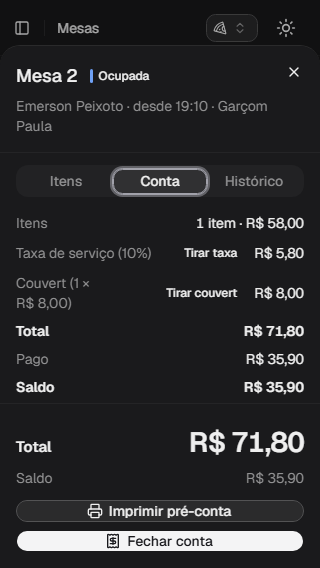 Mesas
Mesa 2 Ocupada
Emerson Peixoto · desde 19:10 · Garçom
Paula
Itens Conta Histórico
Itens 1 item · R$ 58,00
Taxa de serviço (10%) Tirar taxa R$ 5,80
Couvert (1 ×
R$ 8,00) Tirar couvert R$ 8,00
Total R$ 71,80
Pago R$ 35,90
Saldo R$ 35,90
Total R$ 71,80
Saldo R$ 35,90
Imprimir pré-conta
Fechar conta